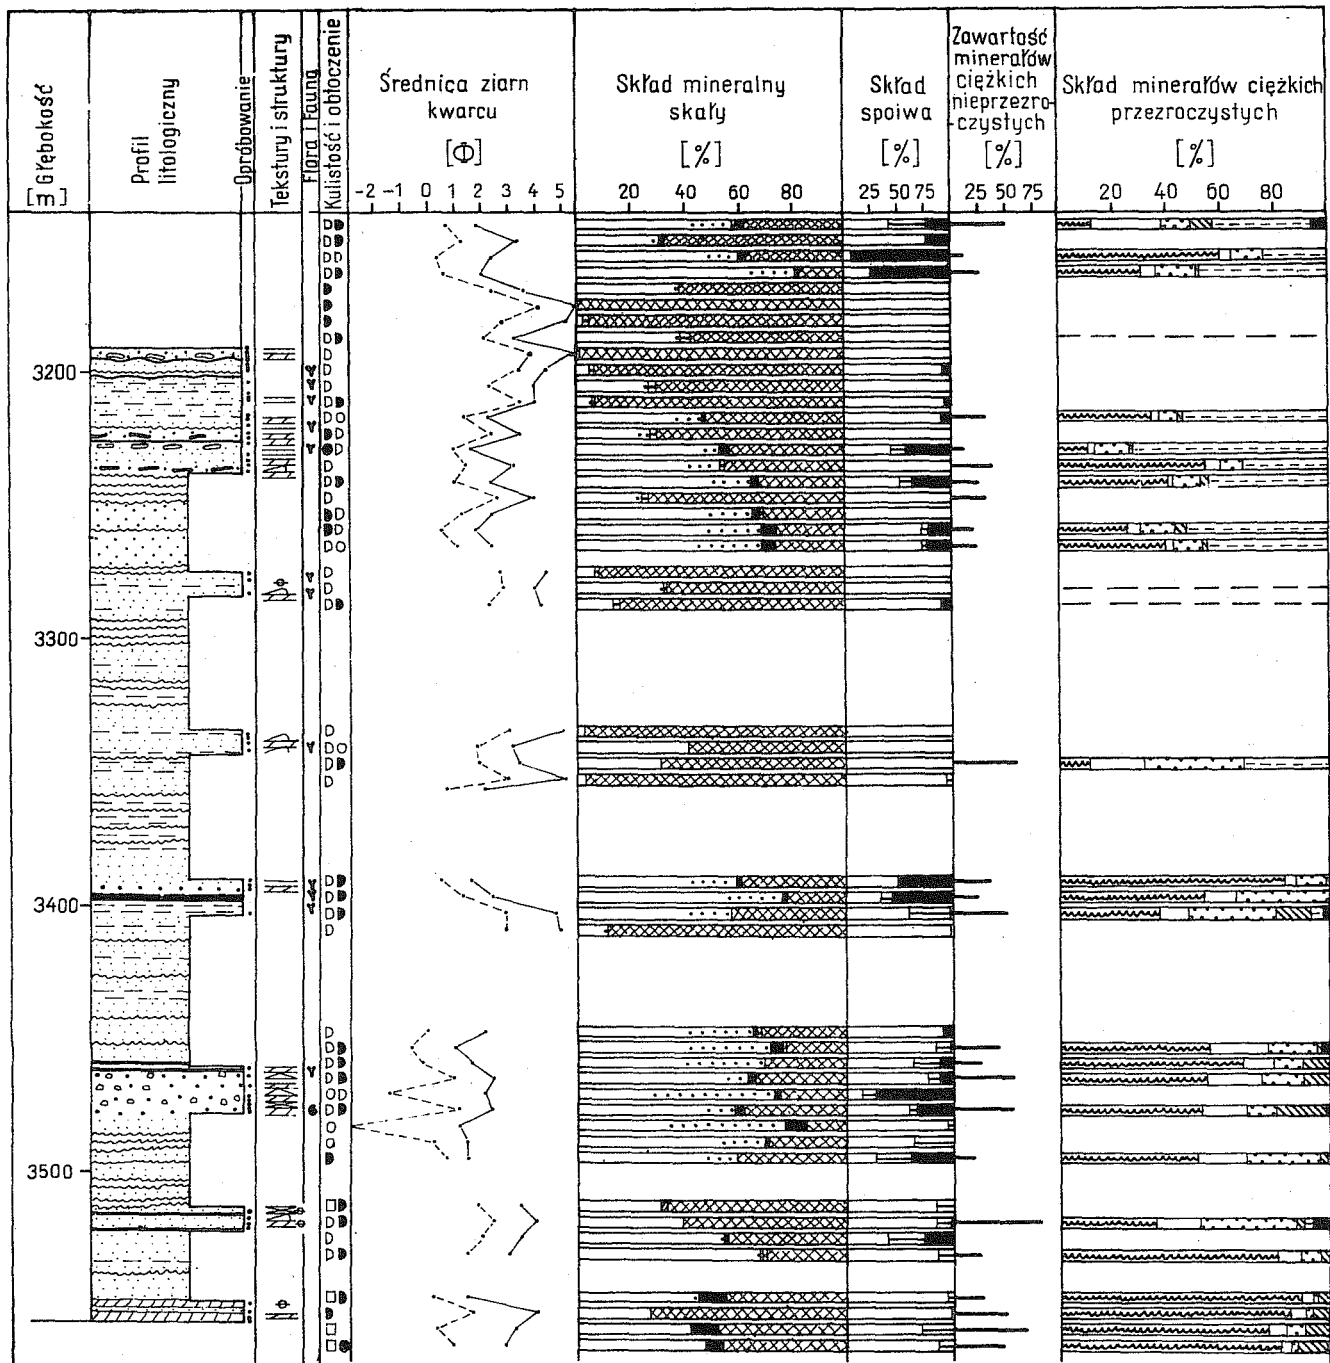 Głębokość
[m]
Profil
litologiczny
Opróbowanie
Tekstury i struktury
Flora i Fauna
Kulistość i obtoczenie
Średnica ziarn
kwarcu
[Φ]
-2 -1 0 1 2 3 4 5
Skład mineralny
skały
[%]
20 40 60 80
Skład
spoiwa
[%]
25 50 75
Zawartość
minerałów
ciężkich
nieprzezro-
czystych
[%]
25 50 75
Skład minerałów ciężkich
przezroczystych
[%]
20 40 60 80
3200
3300
3400
3500